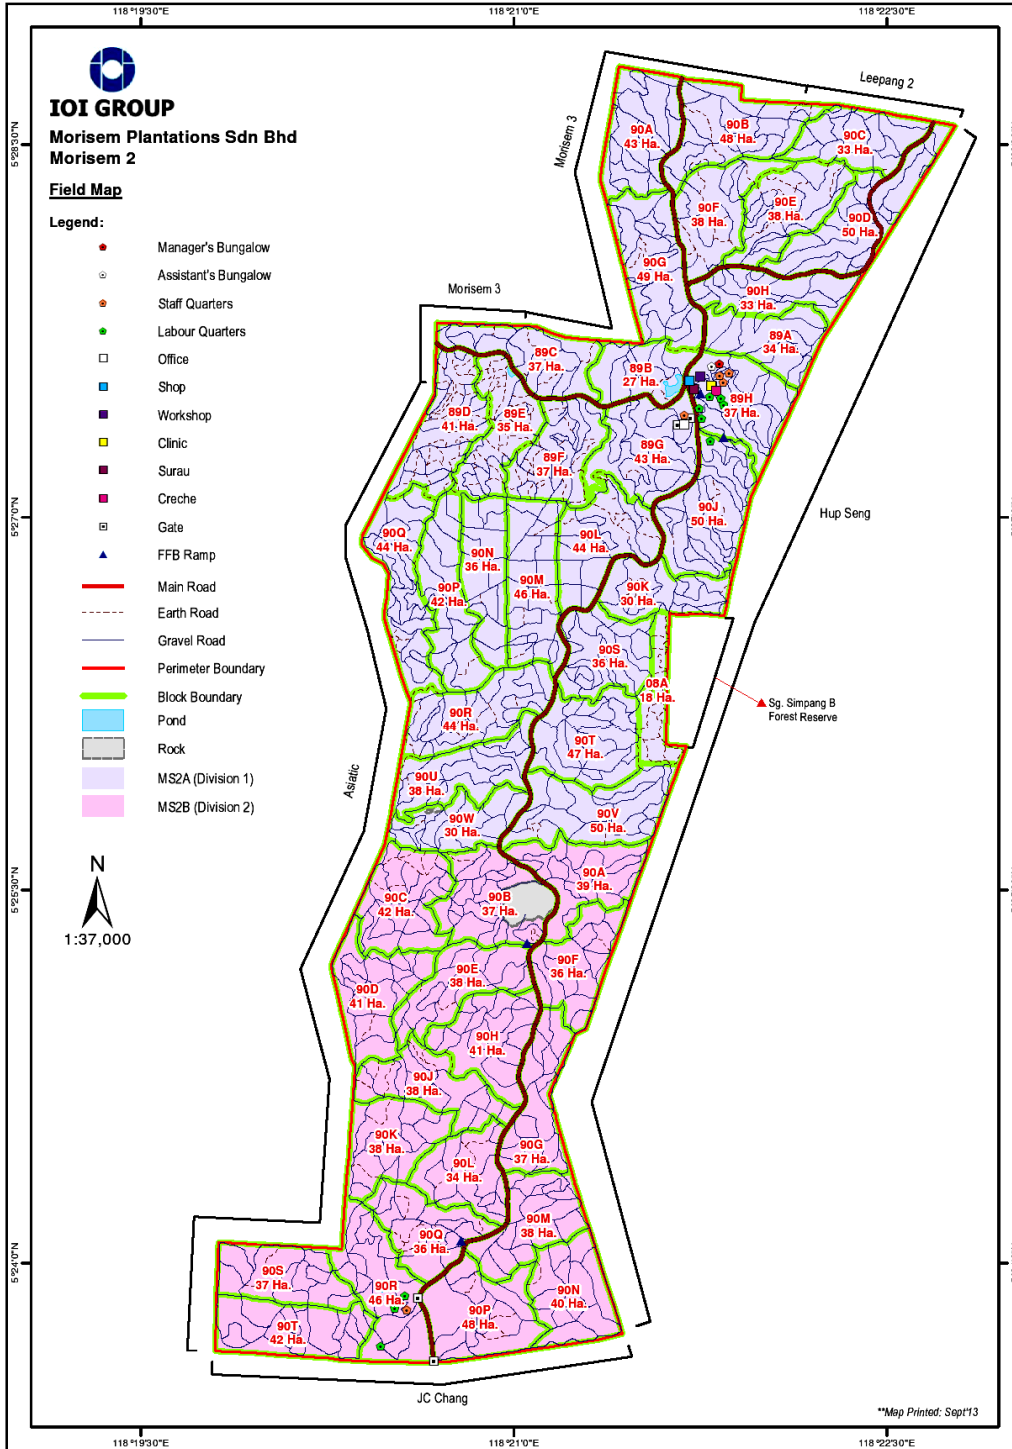 118°19'30"E
118°21'0"E
118°22'30"E
IOI GROUP
Morisem Plantations Sdn Bhd
Morisem 2
Field Map
Legend:
Manager's Bungalow
Assistant's Bungalow
Staff Quarters
Labour Quarters
Office
Shop
Workshop
Clinic
Surau
Creche
Gate
FFB Ramp
Main Road
Earth Road
Gravel Road
Perimeter Boundary
Block Boundary
Pond
Rock
MS2A (Division 1)
MS2B (Division 2)
N
1:37,000
5°28'30"N
5°27'0"N
5°25'30"N
5°24'0"N
Leepang 2
Morisem 3
Morisem 3
Hup Seng
Asiatic
Sg. Simpang B
Forest Reserve
JC Chang
90A
43 Ha.
90B
48 Ha.
90C
33 Ha.
90F
38 Ha.
90E
38 Ha.
90D
50 Ha.
90G
49 Ha.
90H
33 Ha.
89A
34 Ha.
89C
37 Ha.
89B
27 Ha.
89H
37 Ha.
89D
41 Ha.
89E
35 Ha.
89F
37 Ha.
89G
43 Ha.
90J
50 Ha.
90Q
44 Ha.
90N
36 Ha.
90L
44 Ha.
90P
42 Ha.
90M
46 Ha.
90K
30 Ha.
90S
36 Ha.
08A
18 Ha.
90R
44 Ha.
90T
47 Ha.
90U
38 Ha.
90W
30 Ha.
90V
50 Ha.
90A
39 Ha.
90C
42 Ha.
90B
37 Ha.
90F
36 Ha.
90E
38 Ha.
90D
41 Ha.
90H
41 Ha.
90J
38 Ha.
90K
38 Ha.
90G
37 Ha.
90L
34 Ha.
90M
38 Ha.
90Q
36 Ha.
90S
37 Ha.
90R
46 Ha.
90N
40 Ha.
90P
48 Ha.
90T
42 Ha.
**Map Printed: Sept'13
118°19'30"E
118°21'0"E
118°22'30"E